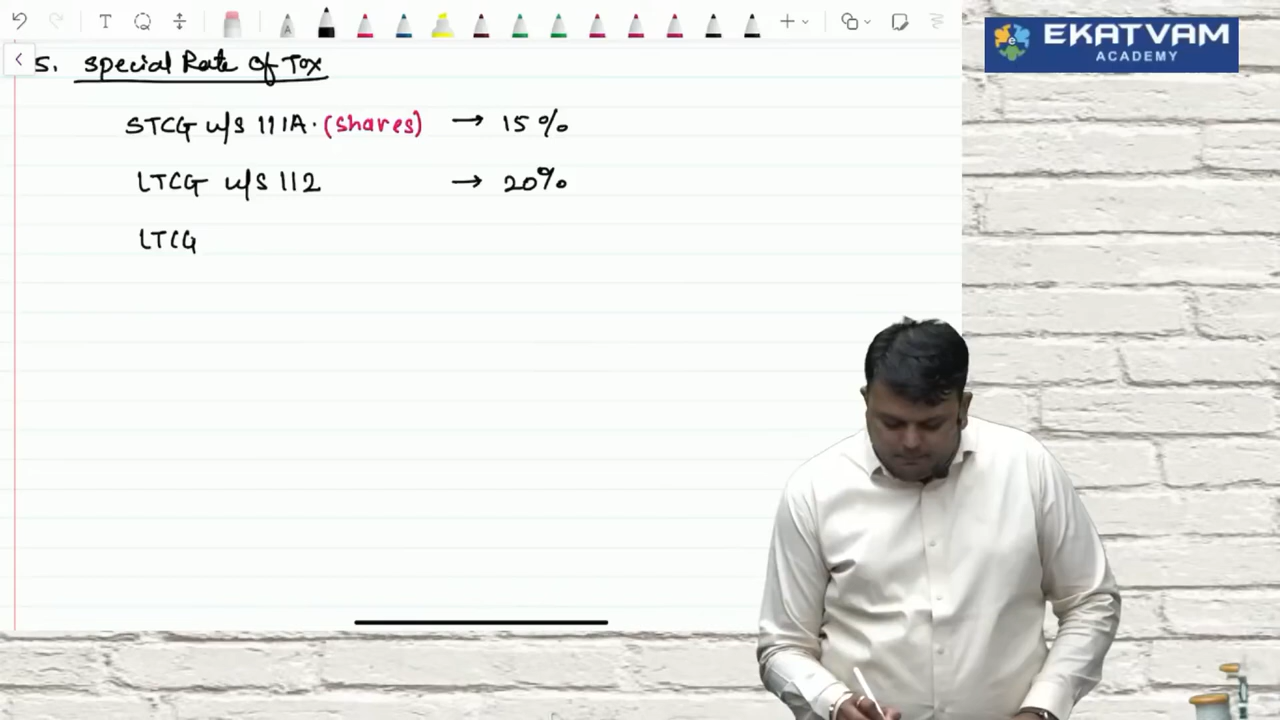 EKATVAM
ACADEMY
5. Special Rate of Tax
STCG u/s 111A. (Shares) → 15%
LTCG u/s 112 → 20%
LTCG